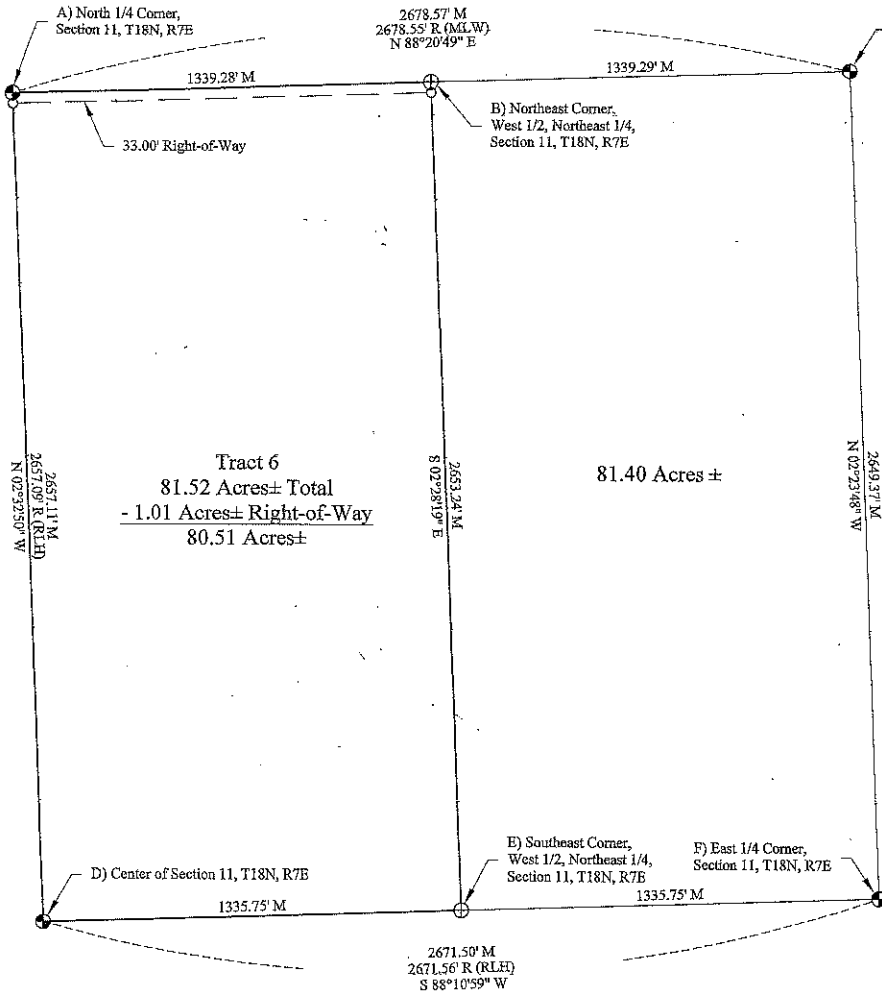 A) North 1/4 Corner,
Section 11, T18N, R7E
2678.57' M
2678.55' R (MLW)
N 88°20'49" E
1339.28' M
1339.29' M
B) Northeast Corner,
West 1/2, Northeast 1/4,
Section 11, T18N, R7E
33.00' Right-of-Way
2657.11' M
2657.09' R (RLH)
N 02°32'50" W
Tract 6
81.52 Acres± Total
- 1.01 Acres± Right-of-Way
80.51 Acres±
2653.24' M
S 02°28'19" E
81.40 Acres ±
2649.37' M
N 02°23'48" W
D) Center of Section 11, T18N, R7E
E) Southeast Corner,
West 1/2, Northeast 1/4,
Section 11, T18N, R7E
F) East 1/4 Corner,
Section 11, T18N, R7E
1335.75' M
1335.75' M
2671.50' M
2671.56' R (RLH)
S 88°10'59" W